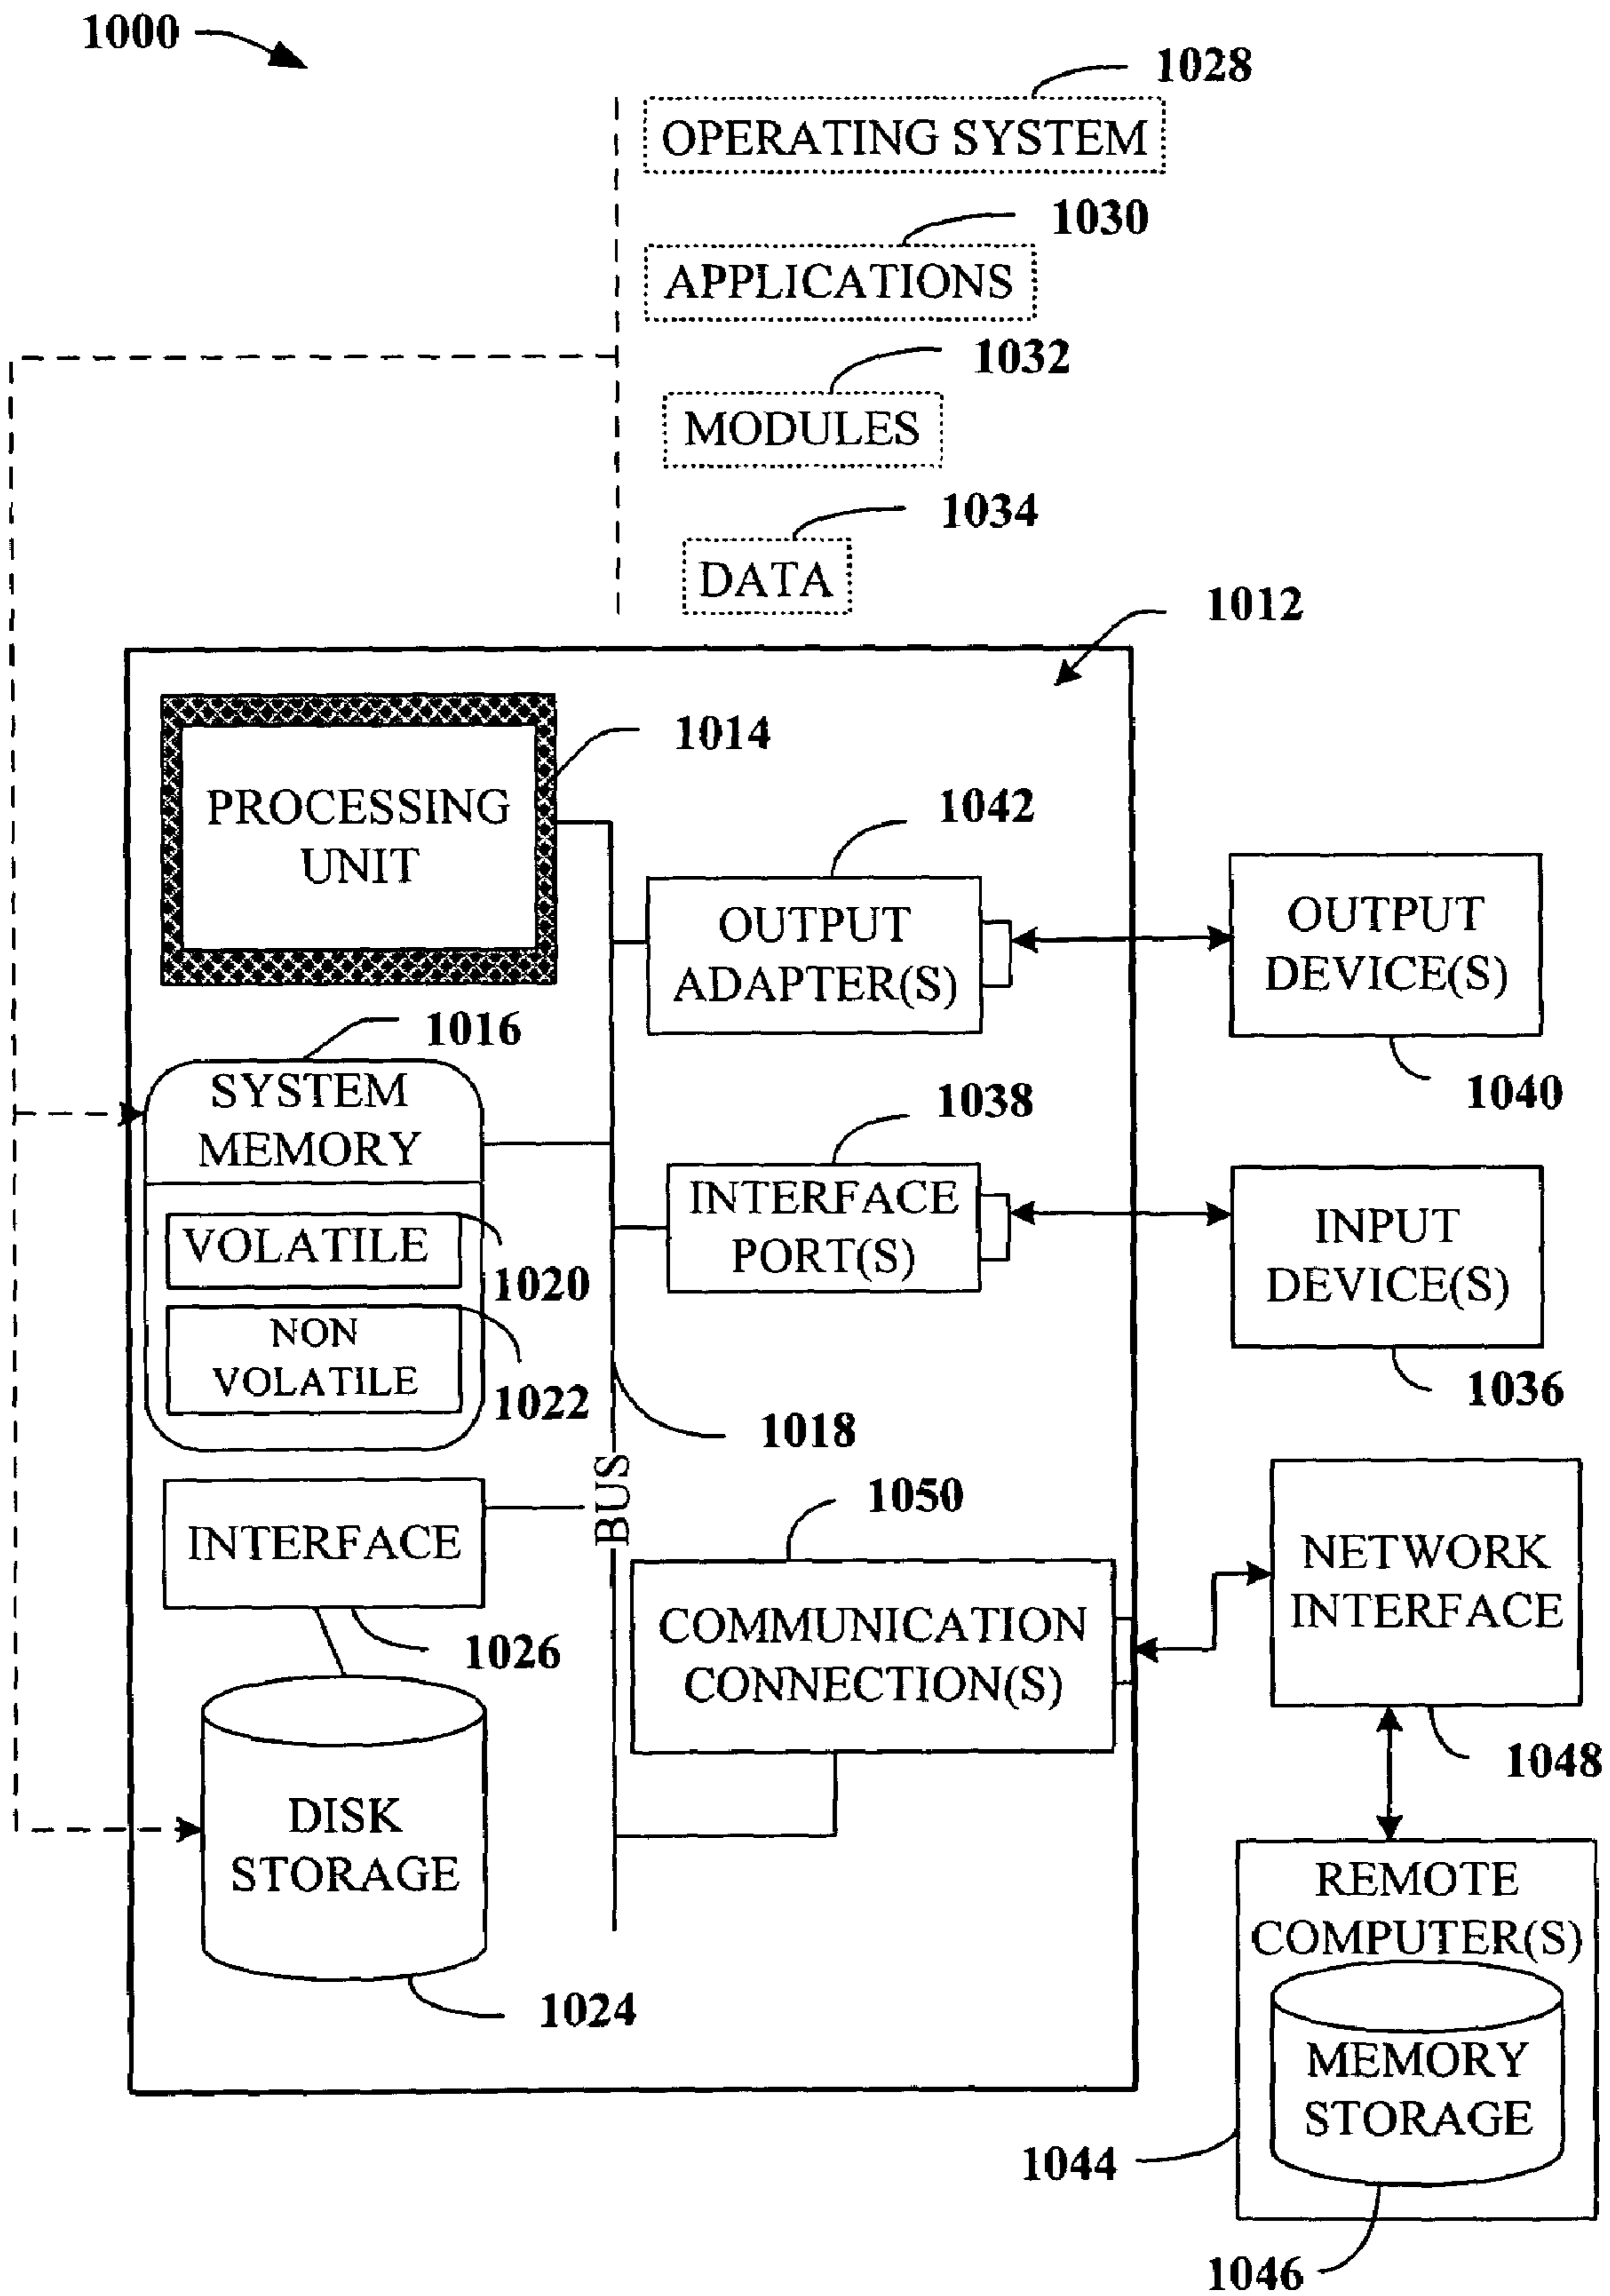 1000
1028
OPERATING SYSTEM
1030
APPLICATIONS
1032
MODULES
1034
DATA
1012
1014
PROCESSING
UNIT
1042
OUTPUT
ADAPTER(S)
OUTPUT
DEVICE(S)
1040
1016
SYSTEM
MEMORY
VOLATILE
1020
NON
VOLATILE
1022
1038
INTERFACE
PORT(S)
INPUT
DEVICE(S)
1036
1018
BUS
INTERFACE
1026
1050
COMMUNICATION
CONNECTION(S)
NETWORK
INTERFACE
1048
DISK
STORAGE
1024
REMOTE
COMPUTER(S)
MEMORY
STORAGE
1044
1046